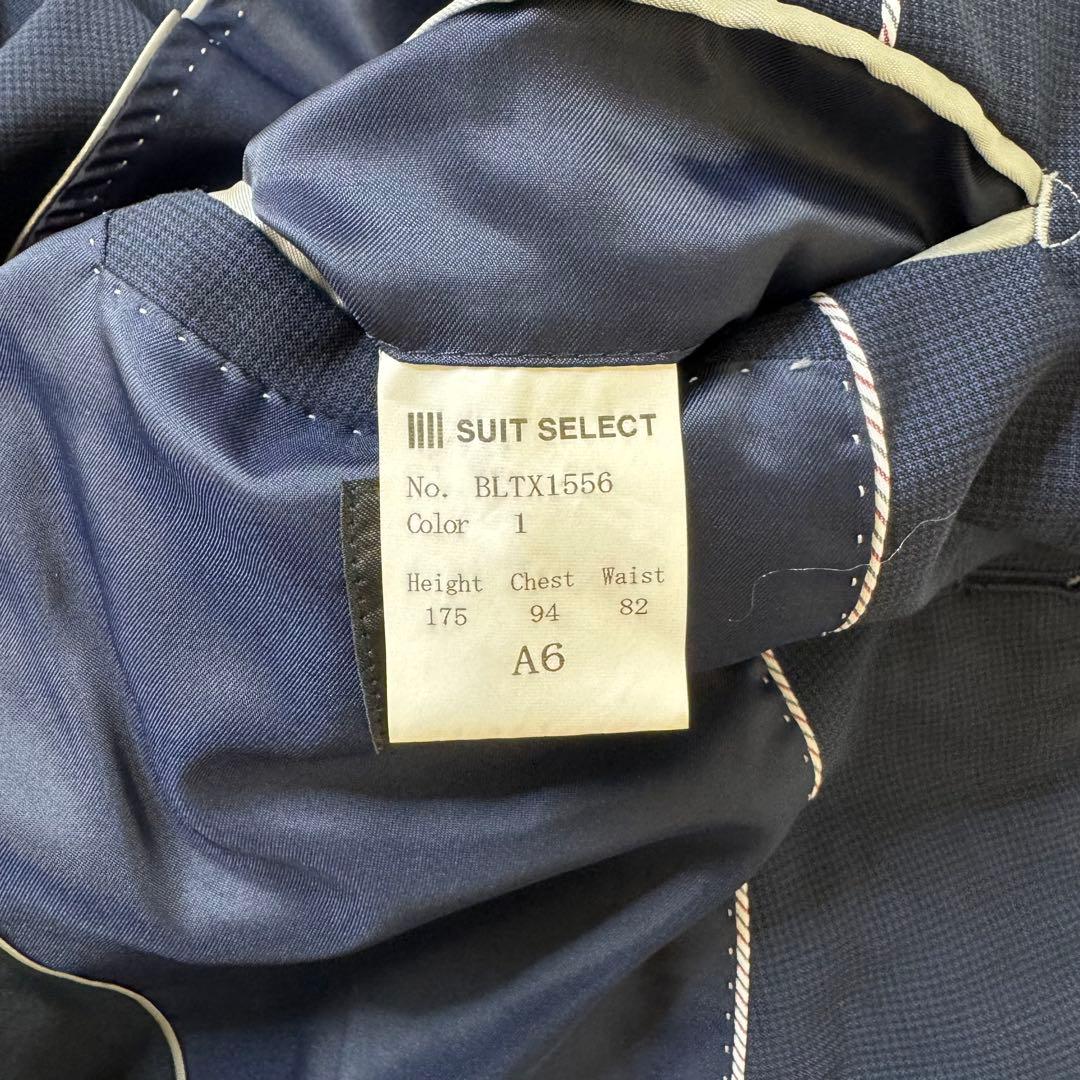 SUIT SELECT
No. BLTX1556
Color 1
Height Chest Waist
175 94 82
A6